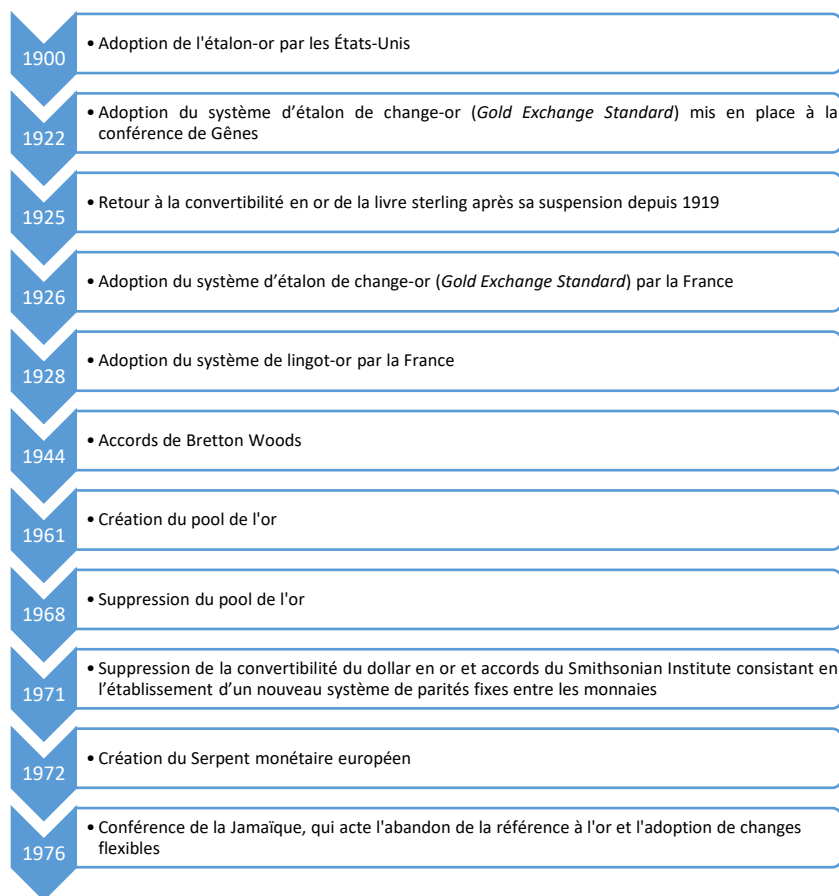 1900
• Adoption de l'étalon-or par les États-Unis
1922
• Adoption du système d’étalon de change-or (Gold Exchange Standard) mis en place à la
conférence de Gênes
1925
• Retour à la convertibilité en or de la livre sterling après sa suspension depuis 1919
1926
• Adoption du système d’étalon de change-or (Gold Exchange Standard) par la France
1928
• Adoption du système de lingot-or par la France
1944
• Accords de Bretton Woods
1961
• Création du pool de l'or
1968
• Suppression du pool de l'or
1971
• Suppression de la convertibilité du dollar en or et accords du Smithsonian Institute consistant en
l’établissement d’un nouveau système de parités fixes entre les monnaies
1972
• Création du Serpent monétaire européen
1976
• Conférence de la Jamaïque, qui acte l'abandon de la référence à l'or et l'adoption de changes
flexibles